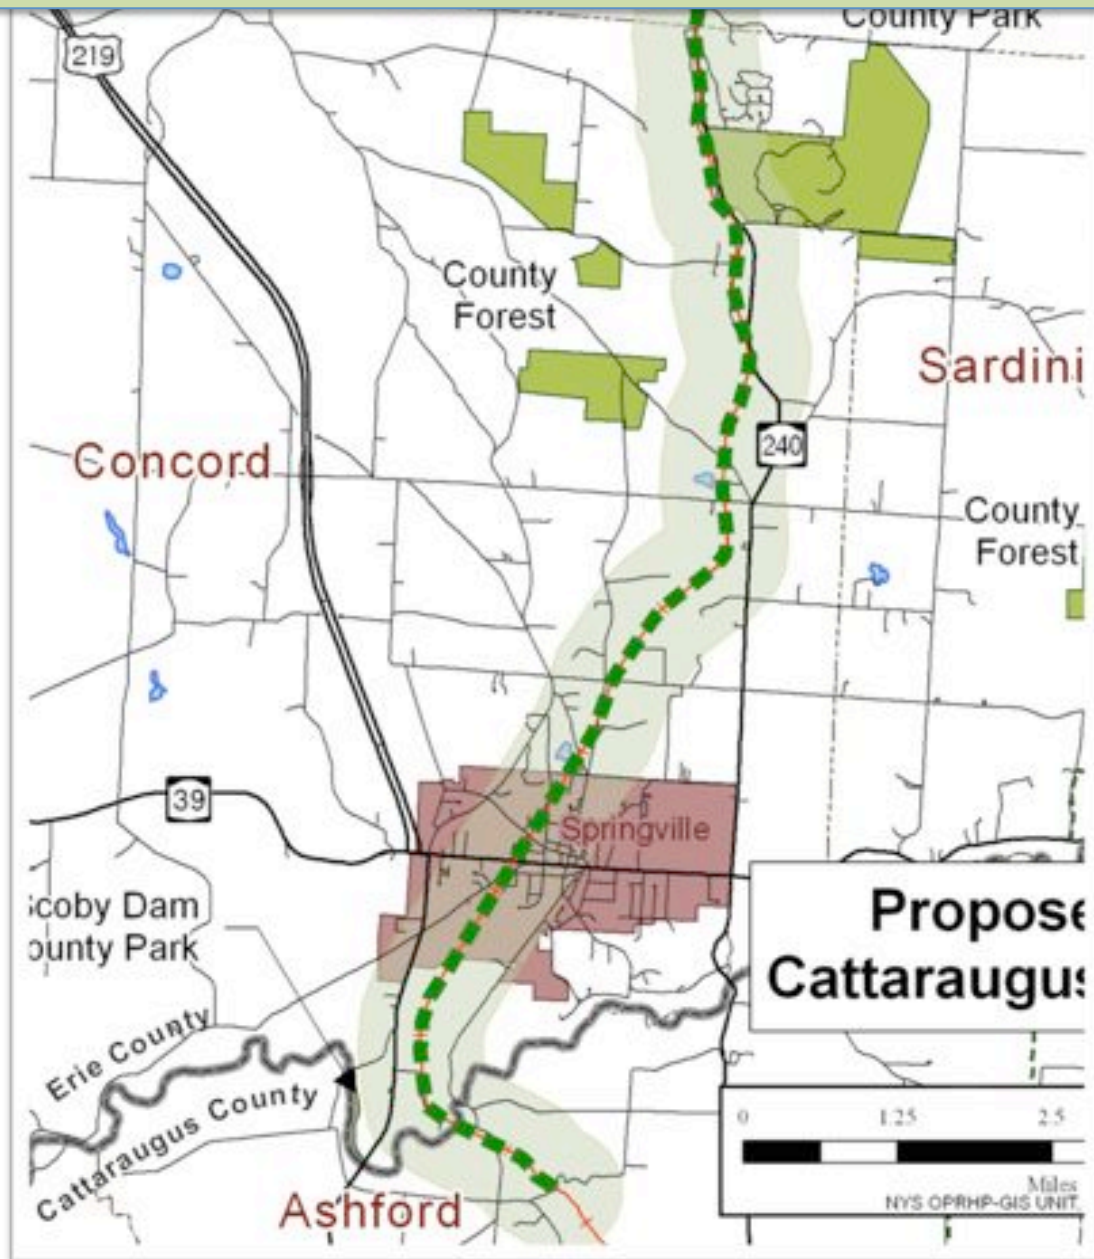 County Park
219
County
Forest
Sardini
240
Concord
County
Forest
39
Springville
coby Dam
ounty Park
Propose
Cattaraugus
Erie County
Cattaraugus County
0 1.25 2.5
Miles
NYS OPRHP-GIS UNIT.
Ashford